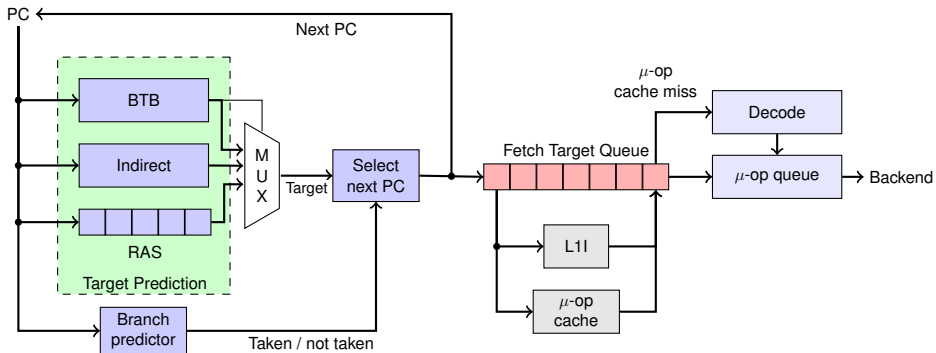 PC
Next PC
BTB
Indirect
RAS
Target Prediction
M
U
X
Target
Select
next PC
Branch
predictor
Taken / not taken
Fetch Target Queue
L1I
μ-op
cache
μ-op
cache miss
Decode
μ-op queue
Backend